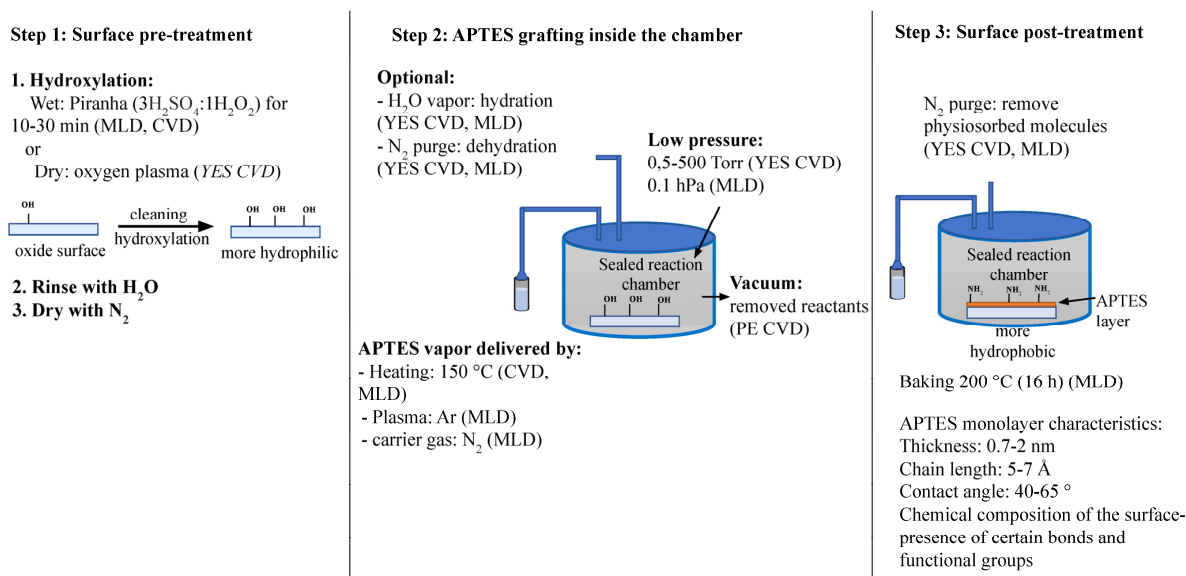 Step 1: Surface pre-treatment
1. Hydroxylation:
Wet: Piranha (3H₂SO₄:1H₂O₂) for
10-30 min (MLD, CVD)
or
Dry: oxygen plasma (YES CVD)
OH
oxide surface
cleaning
hydroxylation
OH OH OH
more hydrophilic
2. Rinse with H₂O
3. Dry with N₂
Step 2: APTES grafting inside the chamber
Optional:
- H₂O vapor: hydration
(YES CVD, MLD)
- N₂ purge: dehydration
(YES CVD, MLD)
Low pressure:
0,5-500 Torr (YES CVD)
0.1 hPa (MLD)
Sealed reaction
chamber
OH OH OH
Vacuum:
removed reactants
(PE CVD)
APTES vapor delivered by:
- Heating: 150 °C (CVD,
MLD)
- Plasma: Ar (MLD)
- carrier gas: N₂ (MLD)
Step 3: Surface post-treatment
N₂ purge: remove
physiosorbed molecules
(YES CVD, MLD)
Sealed reaction
chamber
NH₂ NH₂ NH₂
APTES
layer
more
hydrophobic
Baking 200 °C (16 h) (MLD)
APTES monolayer characteristics:
Thickness: 0.7-2 nm
Chain length: 5-7 Å
Contact angle: 40-65 °
Chemical composition of the surface-
presence of certain bonds and
functional groups